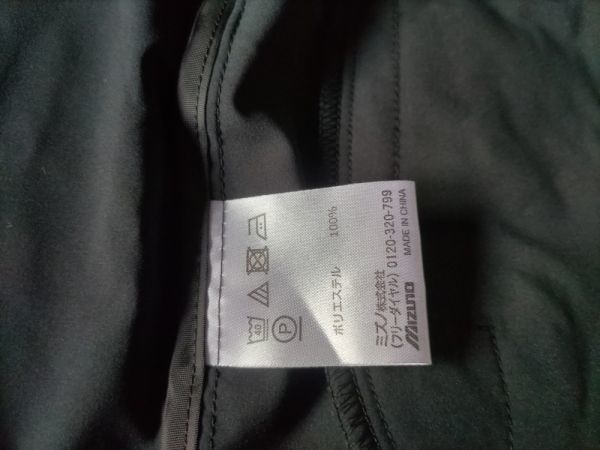 40
P
ポリエステル 100%
ミズノ株式会社
(フリーダイヤル) 0120-320-799
MIZUNO MADE IN CHINA